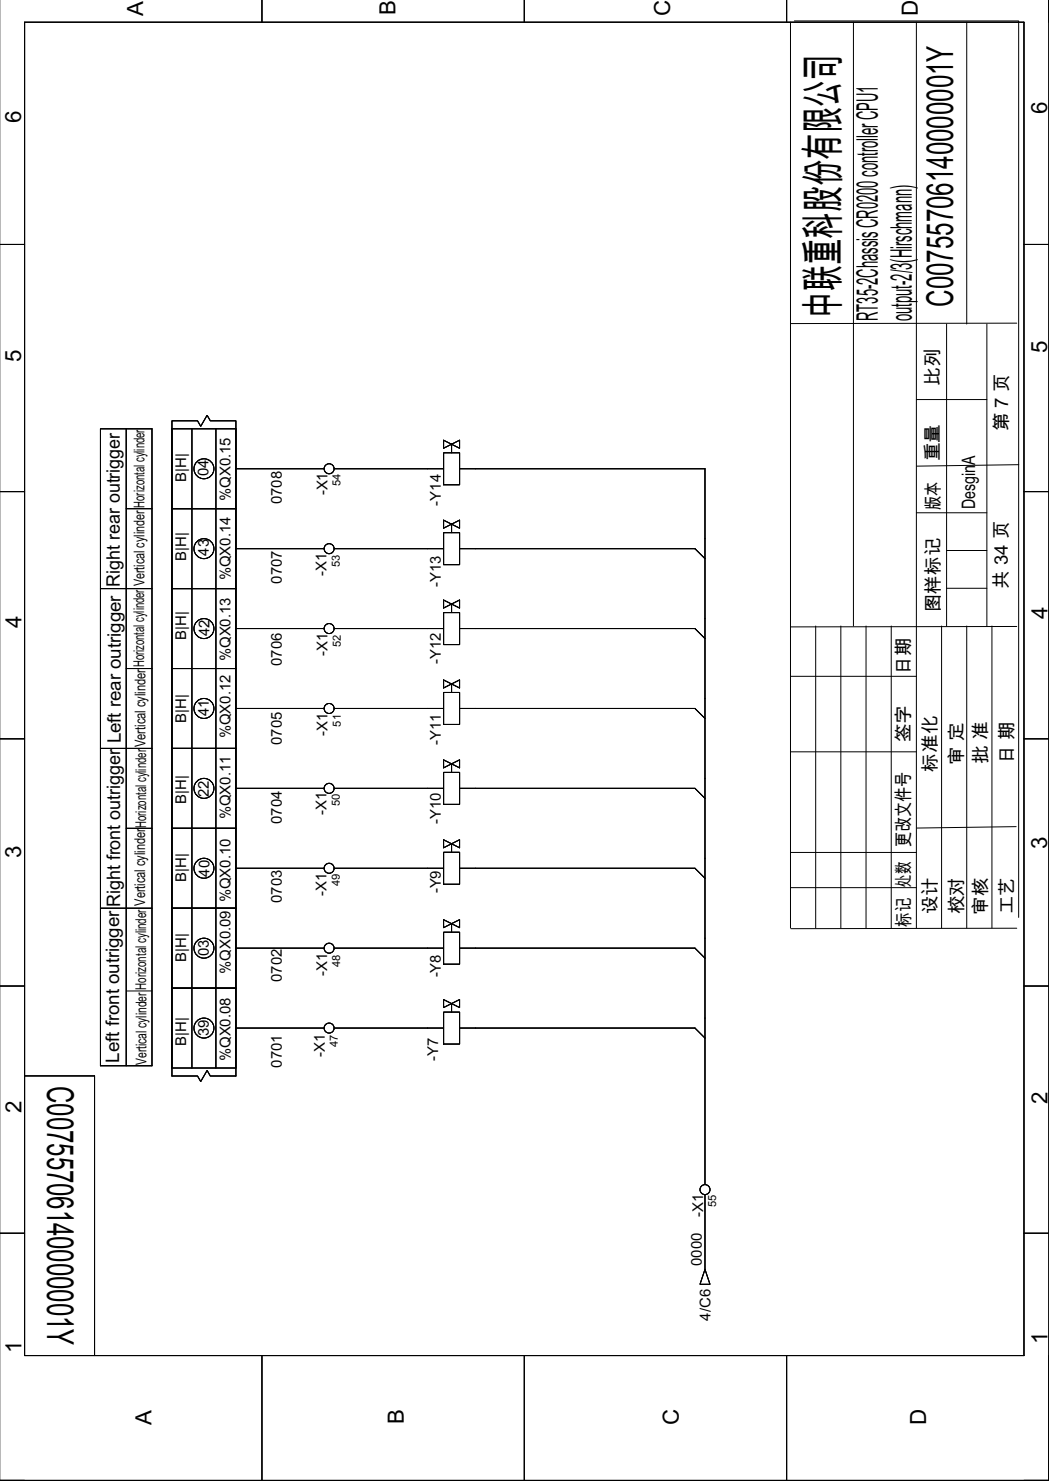 1 2 3 4 5 6
C00755706140000001Y
A A
B B
C C
D D
Left front outrigger Right front outrigger Left rear outrigger Right rear outrigger
Vertical cylinder Horizontal cylinder Vertical cylinder Horizontal cylinder Vertical cylinder Horizontal cylinder Vertical cylinder Horizontal cylinder
B|H| B|H| B|H| B|H| B|H| B|H| B|H| B|H|
39 03 40 22 41 42 43 04
%QX0.08 %QX0.09 %QX0.10 %QX0.11 %QX0.12 %QX0.13 %QX0.14 %QX0.15
0701 0702 0703 0704 0705 0706 0707 0708
-X1 -X1 -X1 -X1 -X1 -X1 -X1 -X1
47 48 49 50 51 52 53 54
-Y7 -Y8 -Y9 -Y10 -Y11 -Y12 -Y13 -Y14
4/C6 0000 -X1
55
中联重科股份有限公司
RT35-2Chassis CR0200 controller CPU1
output-2/3(Hirschmann)
C00755706140000001Y
标记 处数 更改文件号 签字 日期
设计 标准化 图样标记 版本 重量 比列
校对 审定 DesginA
审核 批准
工艺 日期 共 34 页 第 7 页
1 2 3 4 5 6